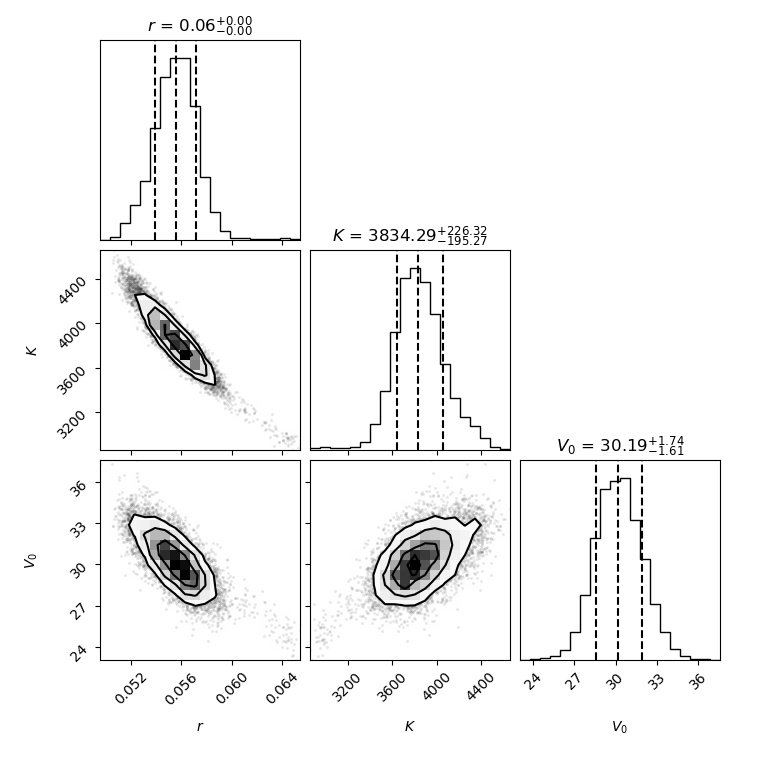 r = 0.06+0.00−0.00
K = 3834.29+226.32−195.27
4400
4000
3600
3200
K
V0 = 30.19+1.74−1.61
36
33
30
27
24
V0
0.052 0.056 0.060 0.064
3200 3600 4000 4400
24 27 30 33 36
r K V0